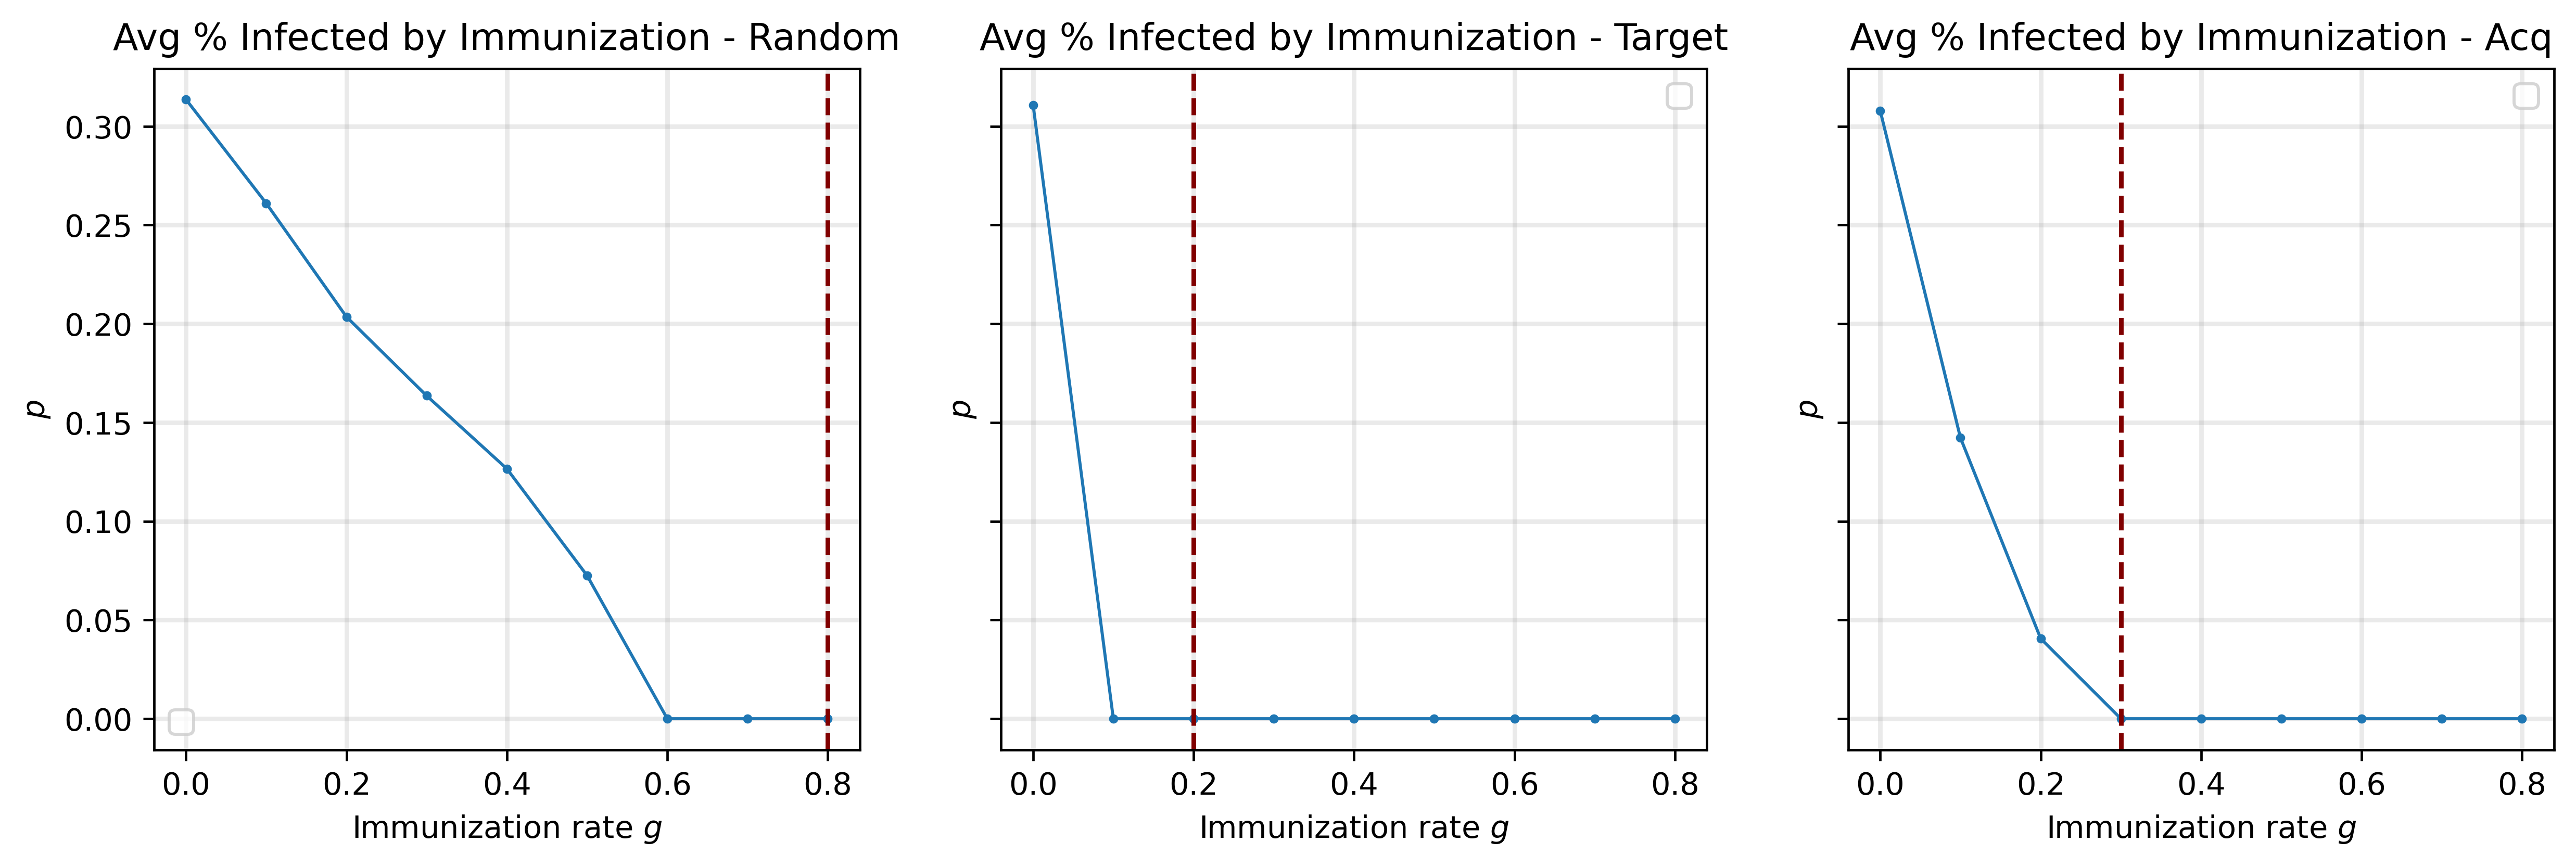 Avg % Infected by Immunization - Random
p
0.30
0.25
0.20
0.15
0.10
0.05
0.00
0.0 0.2 0.4 0.6 0.8
Immunization rate g
Avg % Infected by Immunization - Target
p
0.0 0.2 0.4 0.6 0.8
Immunization rate g
Avg % Infected by Immunization - Acq
p
0.0 0.2 0.4 0.6 0.8
Immunization rate g